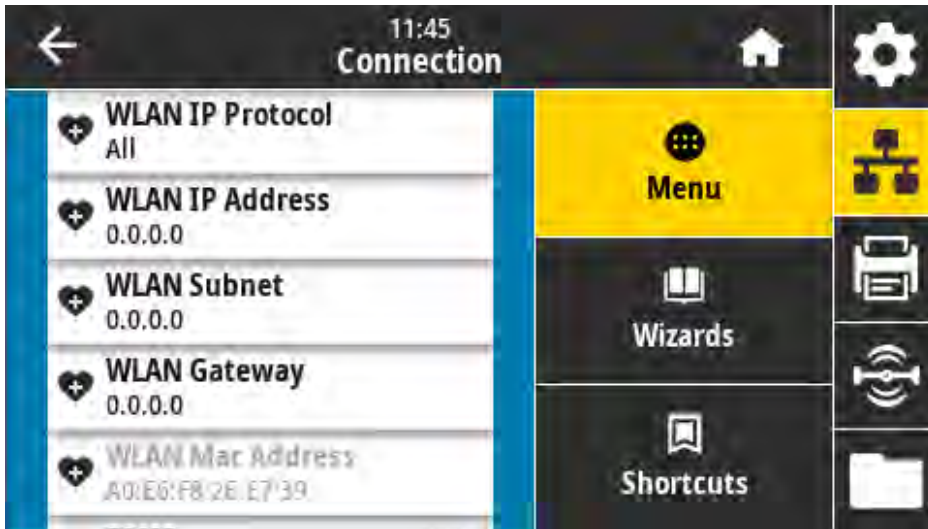 11:45
Connection
WLAN IP Protocol
All
WLAN IP Address
0.0.0.0
WLAN Subnet
0.0.0.0
WLAN Gateway
0.0.0.0
WLAN Mac Address
A0:E6:F8:2E:E7:39
Menu
Wizards
Shortcuts